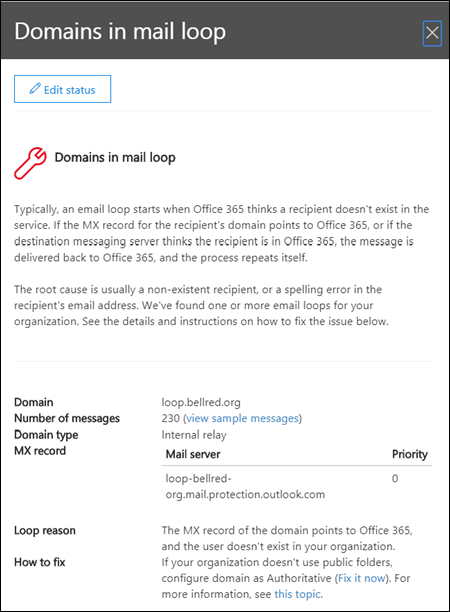 Domains in mail loop
Edit status
Domains in mail loop
Typically, an email loop starts when Office 365 thinks a recipient doesn't exist in the
service. If the MX record for the recipient's domain points to Office 365, or if the
destination messaging server thinks the recipient is in Office 365, the message is
delivered back to Office 365, and the process repeats itself.
The root cause is usually a non-existent recipient, or a spelling error in the
recipient's email address. We've found one or more email loops for your
organization. See the details and instructions on how to fix the issue below.
Domain loop.bellred.org
Number of messages 230 (view sample messages)
Domain type Internal relay
MX record Mail server Priority
loop-bellred- 0
org.mail.protection.outlook.com
Loop reason The MX record of the domain points to Office 365,
and the user doesn't exist in your organization.
How to fix If your organization doesn't use public folders,
configure domain as Authoritative (Fix it now). For
more information, see this topic.